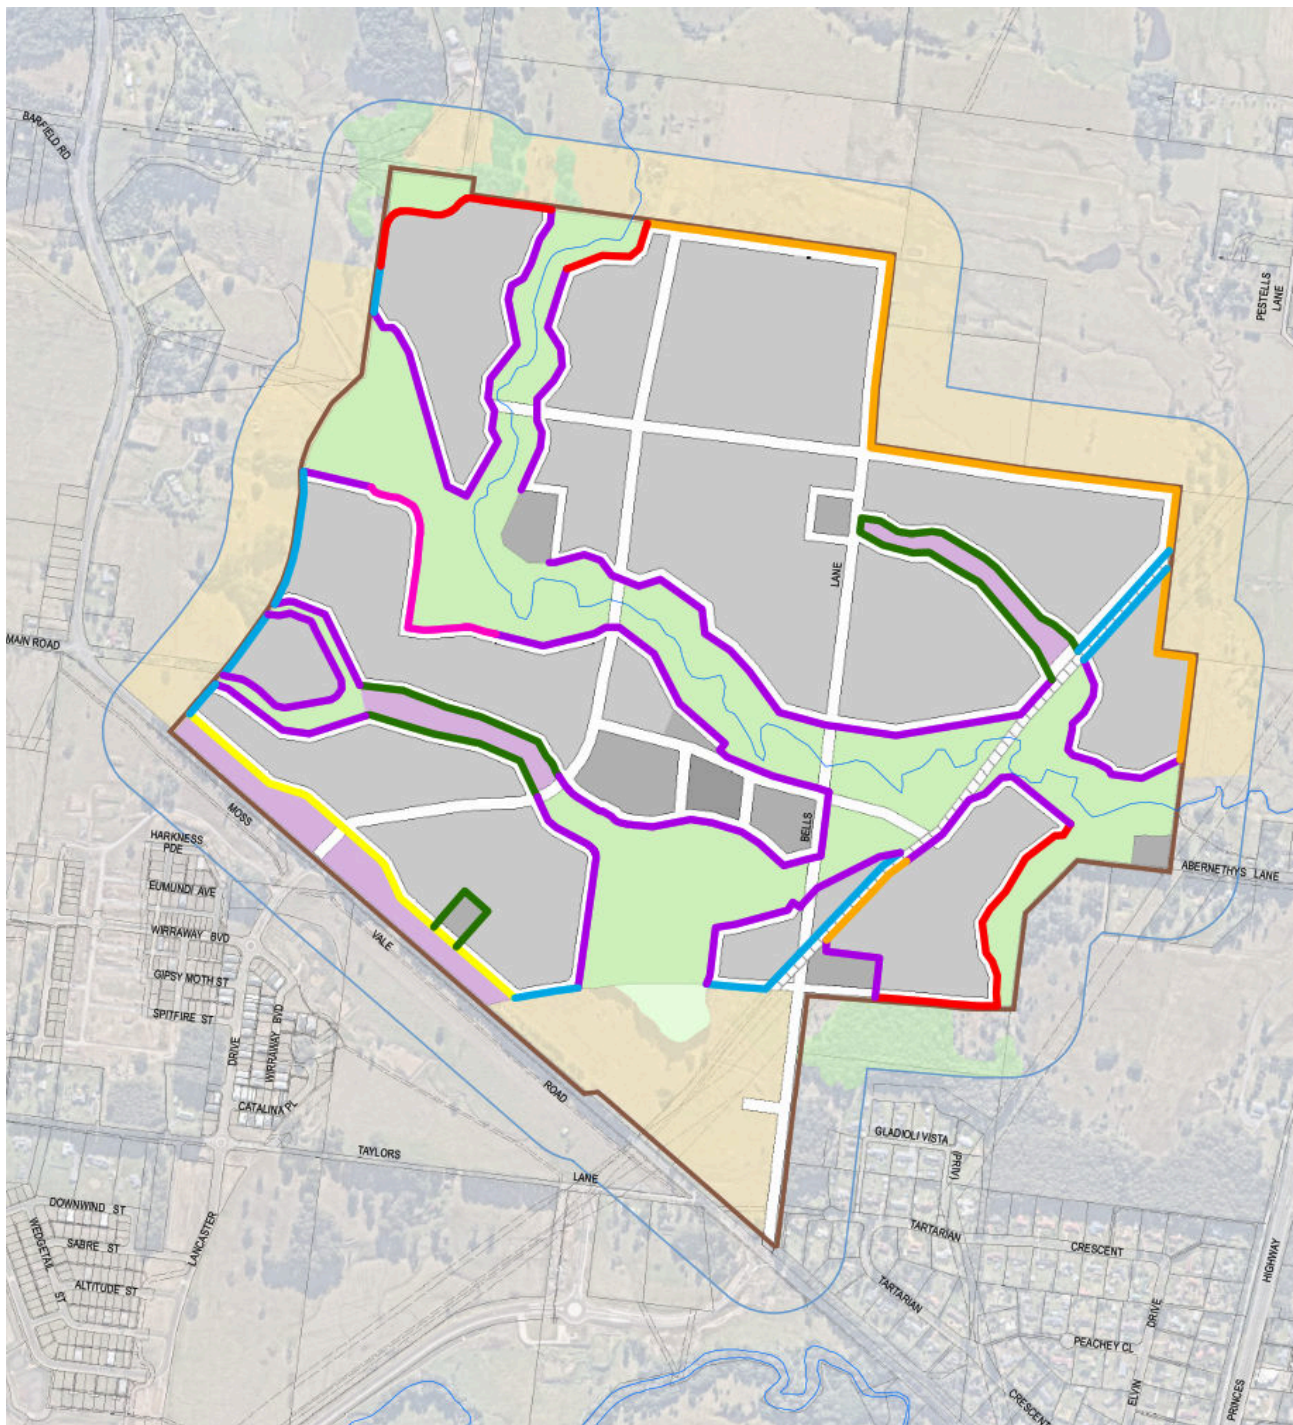 BARFIELD RD
PESTELLS
LANE
LANE
MAIN ROAD
MOSS
HARKNESS
PDE
BELLS
ABERNETHYS LANE
EUMUNDI AVE
WIRRAWAY BVD
VALE
GIPSY MOTH ST
SPITFIRE ST
DRIVE
WIRRAWAY BVD
CATALINA PL
ROAD
TAYLORS
LANE
GLADIOLI VISTA
(PRIV)
DOWNWIND ST
WEDGETAIL
ST
SABRE ST
LANCASTER
ALTITUDE ST
TARTARIAN
CRESCENT
TARTARIAN
HIGHWAY
DRIVE
PEACHEY CL
CRESCENT
ELVIN
PRINCES